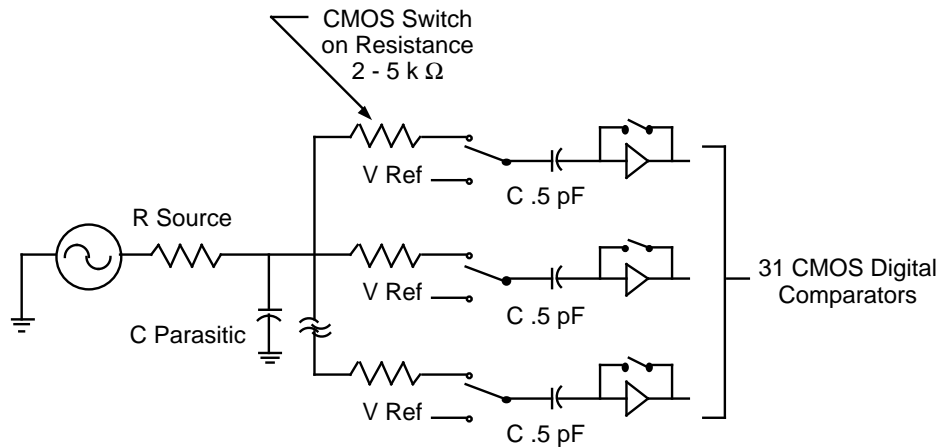 CMOS Switch
on Resistance
2 - 5 k Ω
V Ref
C .5 pF
R Source
V Ref
C .5 pF
31 CMOS Digital
Comparators
C Parasitic
V Ref
C .5 pF